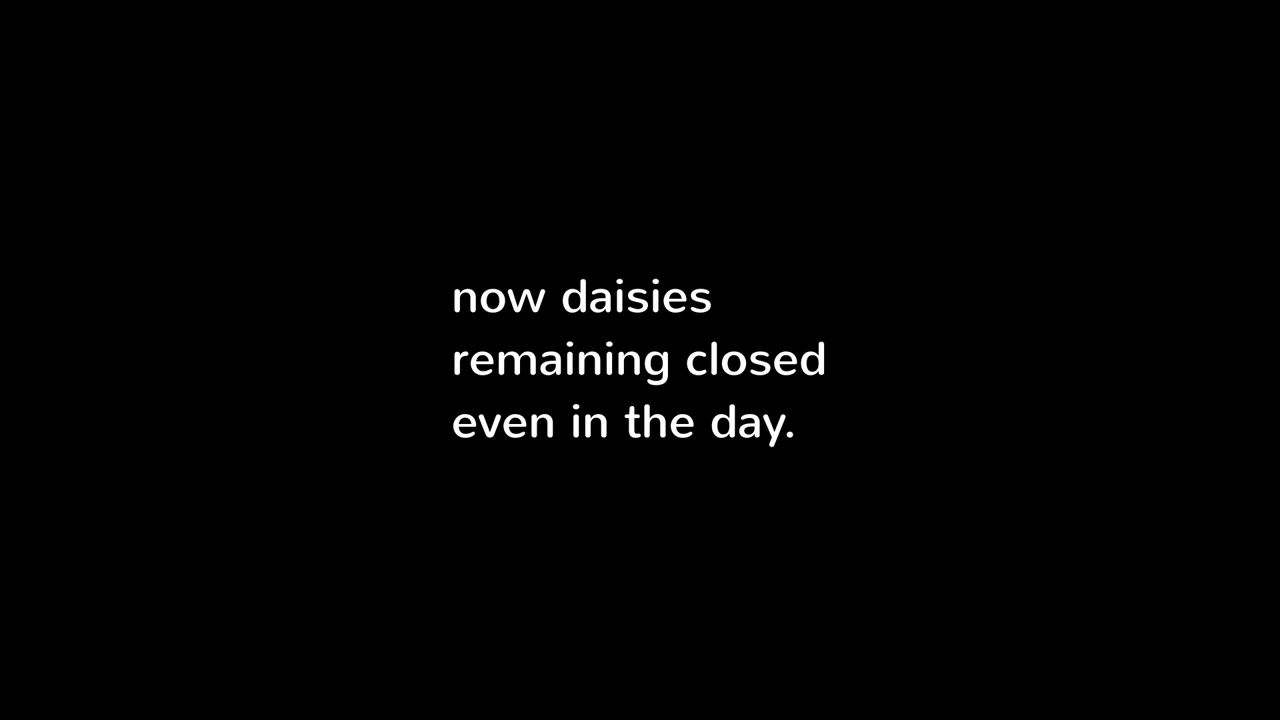 now daisies
remaining closed
even in the day.